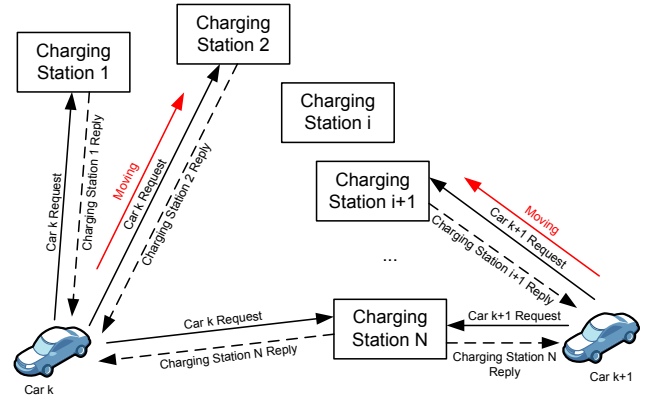 Charging
Station 1
Charging
Station 2
Charging
Station i
Charging
Station i+1
...
Charging
Station N
Car k Request
Charging Station 1 Reply
Moving
Car k Request
Charging Station 2 Reply
Moving
Car k+1 Request
Charging Station i+1 Reply
Car k Request
Charging Station N Reply
Car k+1 Request
Charging Station N
Reply
Car k
Car k+1